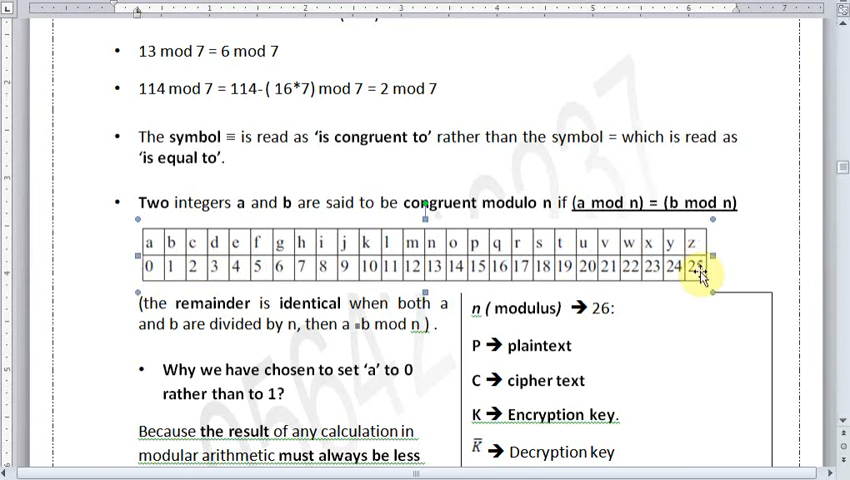 • 13 mod 7 = 6 mod 7
• 114 mod 7 = 114-( 16*7) mod 7 = 2 mod 7
• The symbol ≡ is read as ‘is congruent to’ rather than the symbol = which is read as
‘is equal to’.
• Two integers a and b are said to be congruent modulo n if (a mod n) = (b mod n)
a b c d e f g h i j k l m n o p q r s t u v w x y z
0 1 2 3 4 5 6 7 8 9 10 11 12 13 14 15 16 17 18 19 20 21 22 23 24 25
(the remainder is identical when both a
and b are divided by n, then a ≡b mod n ) .
• Why we have chosen to set ‘a’ to 0
rather than to 1?
Because the result of any calculation in
modular arithmetic must always be less
n ( modulus) → 26:
P → plaintext
C → cipher text
K → Encryption key.
K̅ → Decryption key